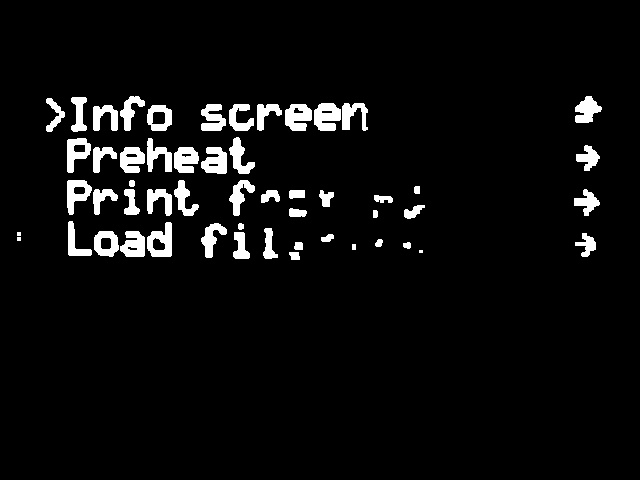 >Info screen
Preheat →
Print →
Load →